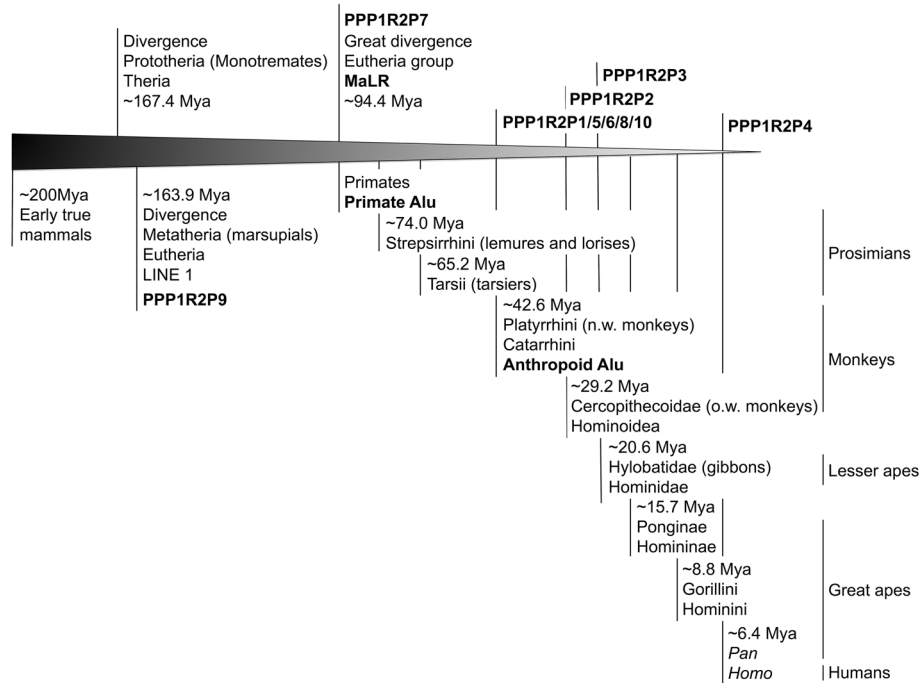 PPP1R2P7
Great divergence
Eutheria group
MaLR
~94.4 Mya
Divergence
Prototheria (Monotremates)
Theria
~167.4 Mya
PPP1R2P3
PPP1R2P2
PPP1R2P1/5/6/8/10
PPP1R2P4
~200Mya
Early true
mammals
~163.9 Mya
Divergence
Metatheria (marsupials)
Eutheria
LINE 1
PPP1R2P9
Primates
Primate Alu
~74.0 Mya
Strepsirrhini (lemures and lorises)
~65.2 Mya
Tarsii (tarsiers)
Prosimians
~42.6 Mya
Platyrrhini (n.w. monkeys)
Catarrhini
Anthropoid Alu
Monkeys
~29.2 Mya
Cercopithecoidae (o.w. monkeys)
Hominoidea
~20.6 Mya
Hylobatidae (gibbons)
Hominidae
Lesser apes
~15.7 Mya
Ponginae
Homininae
~8.8 Mya
Gorillini
Hominini
Great apes
~6.4 Mya
Pan
Homo
Humans